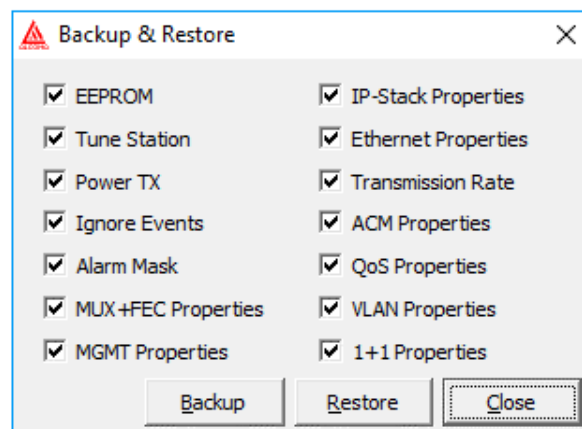 Backup & Restore
EEPROM
Tune Station
Power TX
Ignore Events
Alarm Mask
MUX+FEC Properties
MGMT Properties
IP-Stack Properties
Ethernet Properties
Transmission Rate
ACM Properties
QoS Properties
VLAN Properties
1+1 Properties
Backup
Restore
Close